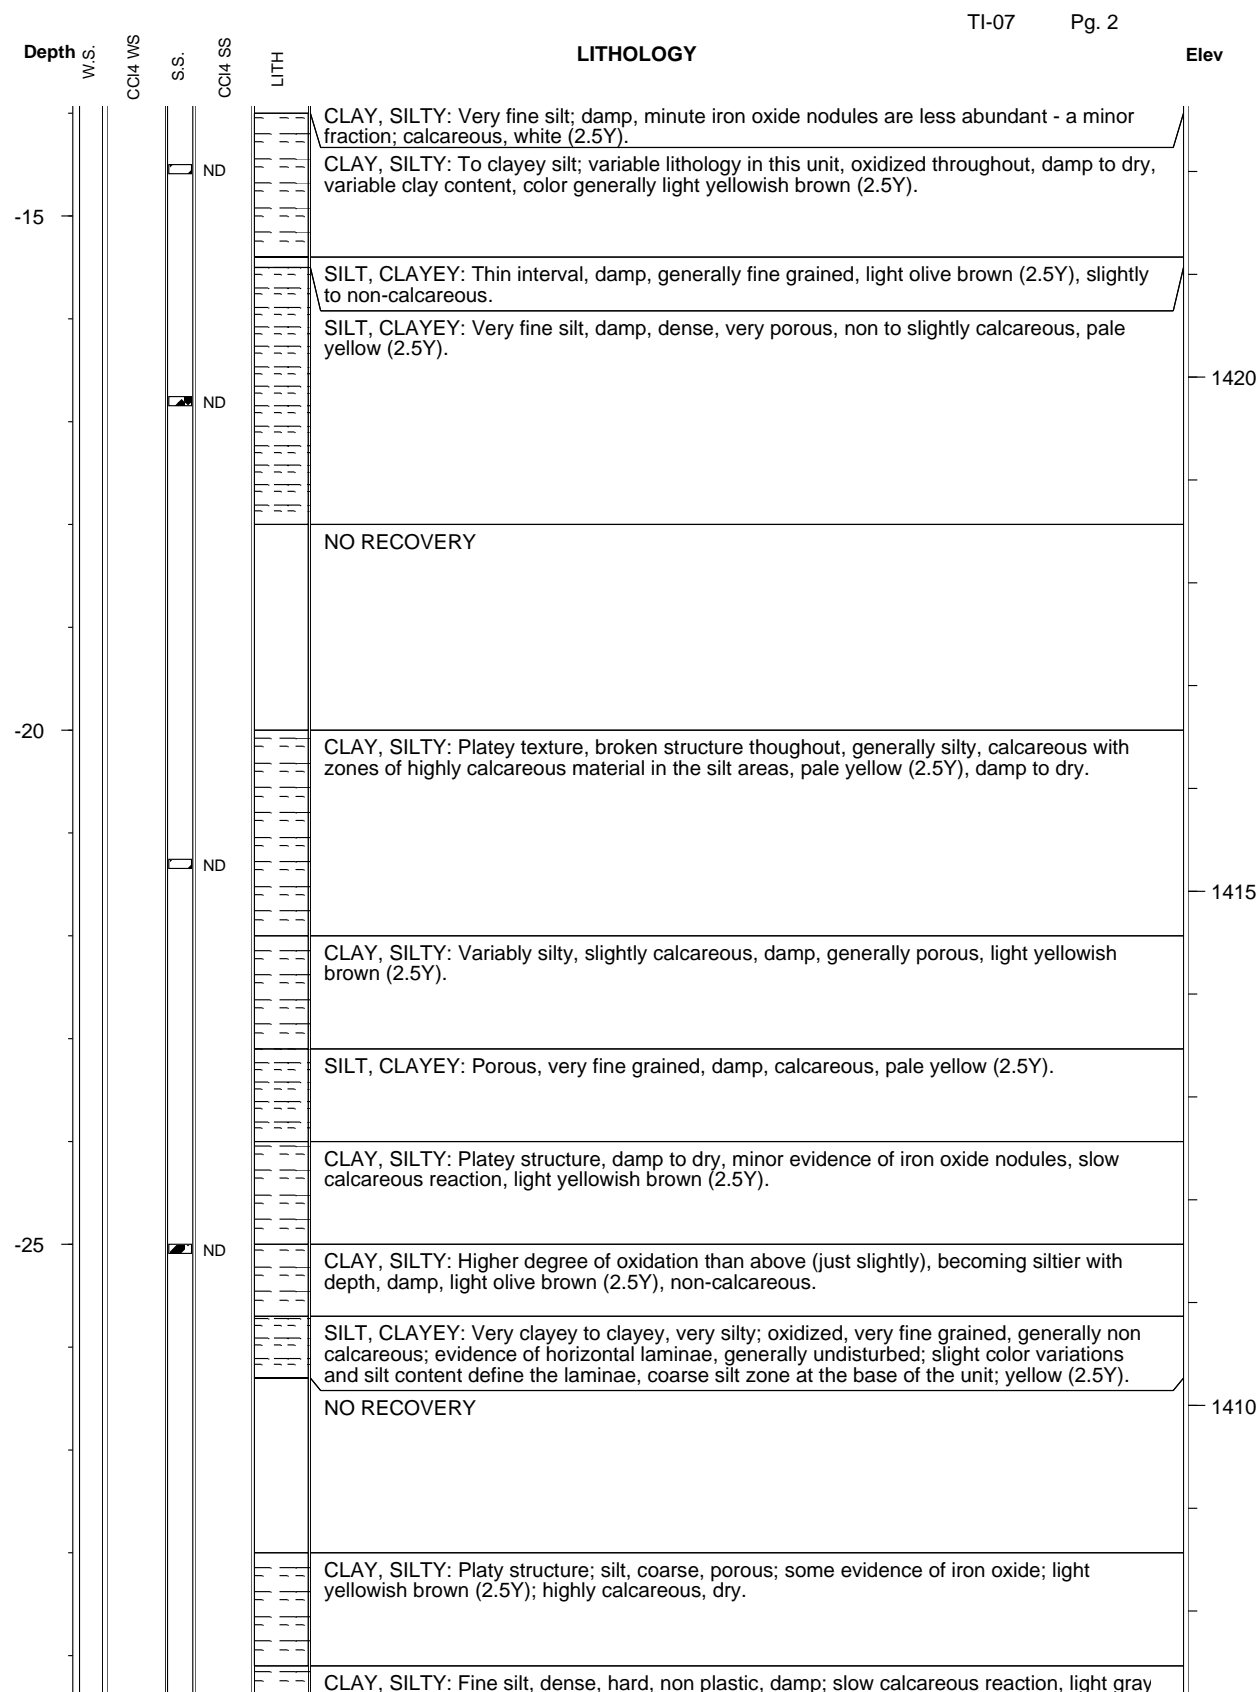 TI-07 Pg. 2
Depth W.S. CCl4 WS S.S. CCl4 SS LITH LITHOLOGY Elev
CLAY, SILTY: Very fine silt; damp, minute iron oxide nodules are less abundant - a minor
fraction; calcareous, white (2.5Y).
ND
CLAY, SILTY: To clayey silt; variable lithology in this unit, oxidized throughout, damp to dry,
variable clay content, color generally light yellowish brown (2.5Y).
-15
SILT, CLAYEY: Thin interval, damp, generally fine grained, light olive brown (2.5Y), slightly
to non-calcareous.
SILT, CLAYEY: Very fine silt, damp, dense, very porous, non to slightly calcareous, pale
yellow (2.5Y).
1420
ND
NO RECOVERY
-20
CLAY, SILTY: Platey texture, broken structure thoughout, generally silty, calcareous with
zones of highly calcareous material in the silt areas, pale yellow (2.5Y), damp to dry.
ND
1415
CLAY, SILTY: Variably silty, slightly calcareous, damp, generally porous, light yellowish
brown (2.5Y).
SILT, CLAYEY: Porous, very fine grained, damp, calcareous, pale yellow (2.5Y).
CLAY, SILTY: Platey structure, damp to dry, minor evidence of iron oxide nodules, slow
calcareous reaction, light yellowish brown (2.5Y).
-25
ND
CLAY, SILTY: Higher degree of oxidation than above (just slightly), becoming siltier with
depth, damp, light olive brown (2.5Y), non-calcareous.
SILT, CLAYEY: Very clayey to clayey, very silty; oxidized, very fine grained, generally non
calcareous; evidence of horizontal laminae, generally undisturbed; slight color variations
and silt content define the laminae, coarse silt zone at the base of the unit; yellow (2.5Y).
NO RECOVERY
1410
CLAY, SILTY: Platy structure; silt, coarse, porous; some evidence of iron oxide; light
yellowish brown (2.5Y); highly calcareous, dry.
CLAY, SILTY: Fine silt, dense, hard, non plastic, damp; slow calcareous reaction, light gray